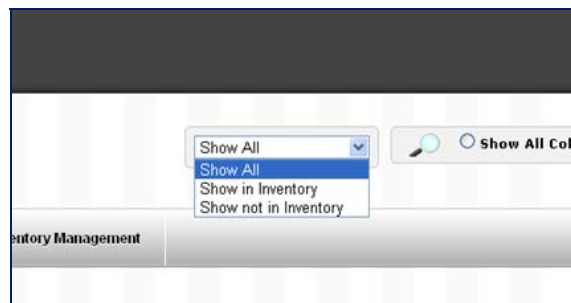 Show All
Show All Col
Show All
Show in Inventory
Show not in Inventory
entory Management